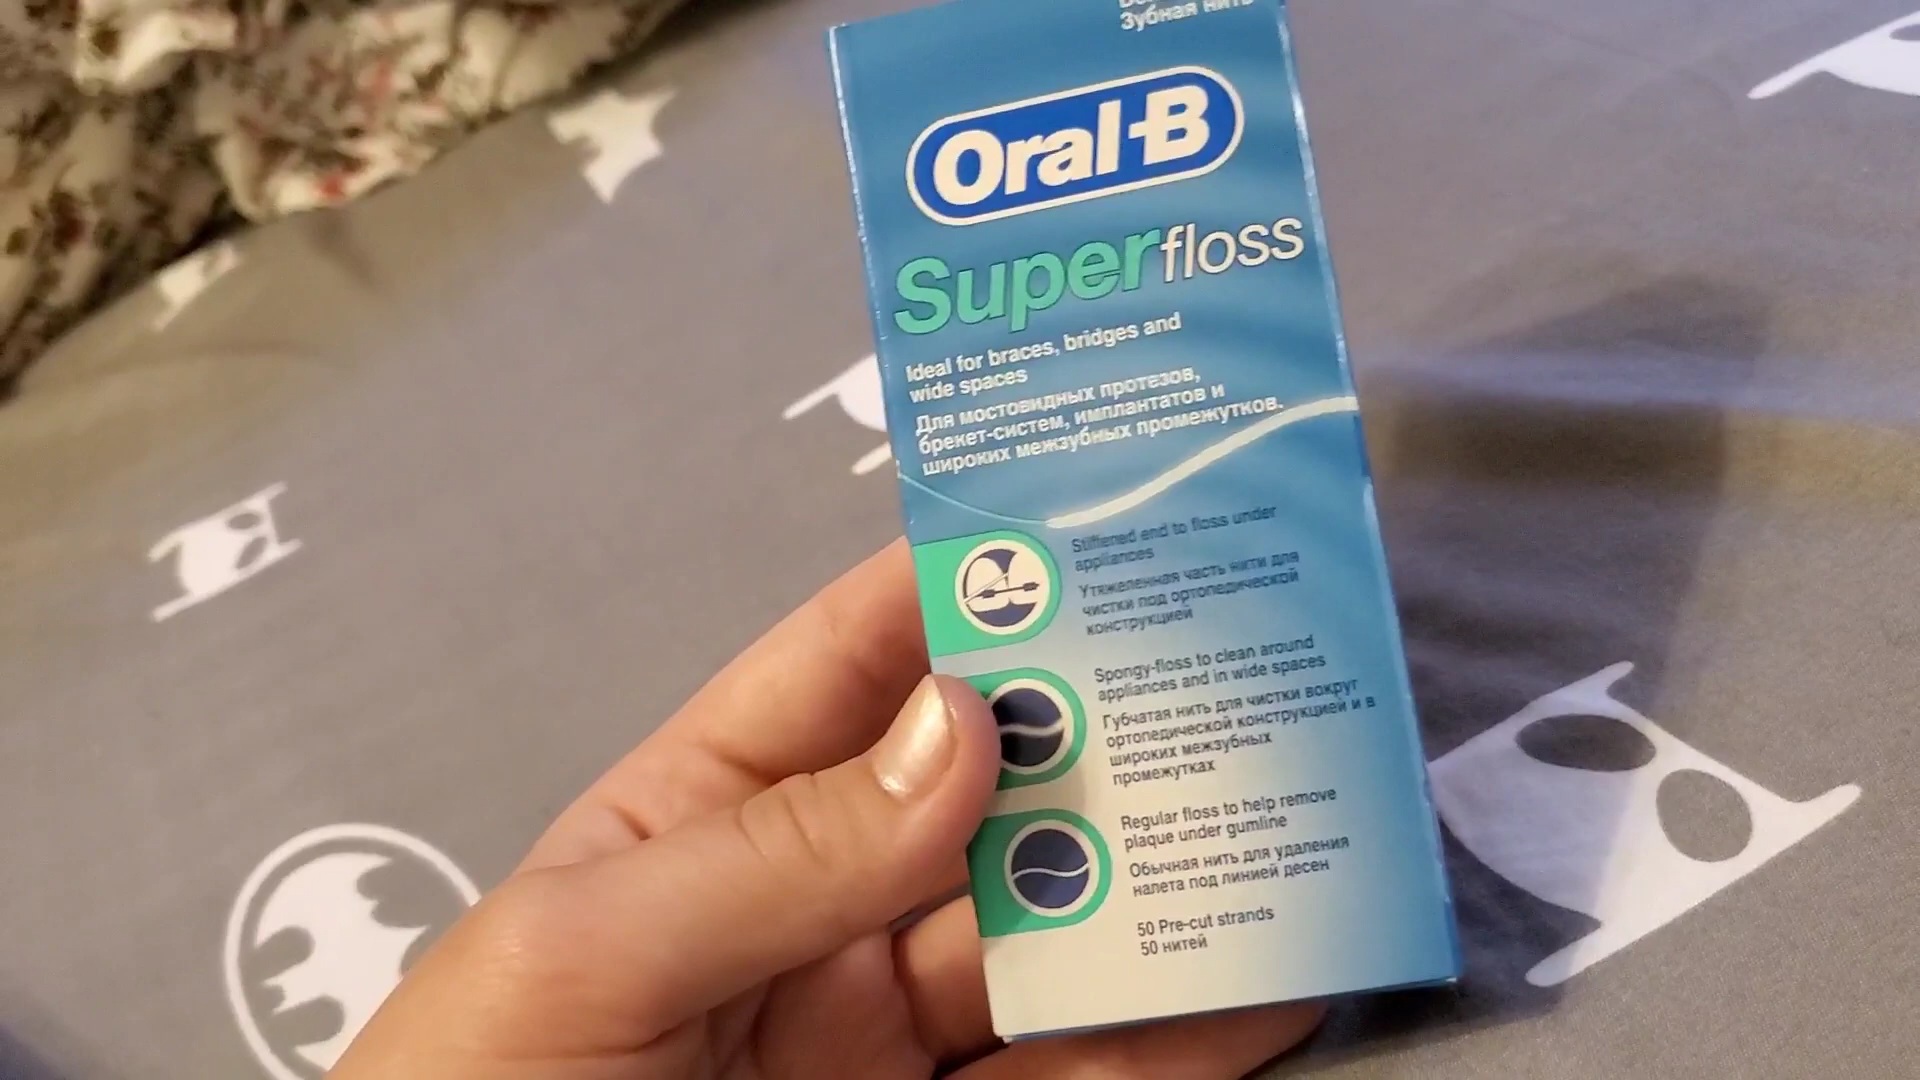 Зубная нить
Oral-B
Superfloss
Ideal for braces, bridges and
wide spaces
Для мостовидных протезов,
брекет-систем, имплантатов и
широких межзубных промежутков.
Stiffened end to floss under
appliances
Утяжеленная часть нити для
чистки под ортопедической
конструкцией
Spongy-floss to clean around
appliances and in wide spaces
Губчатая нить для чистки вокруг
ортопедической конструкцией и в
широких межзубных
промежутках
Regular floss to help remove
plaque under gumline
Обычная нить для удаления
налета под линией десен
50 Pre-cut strands
50 нитей